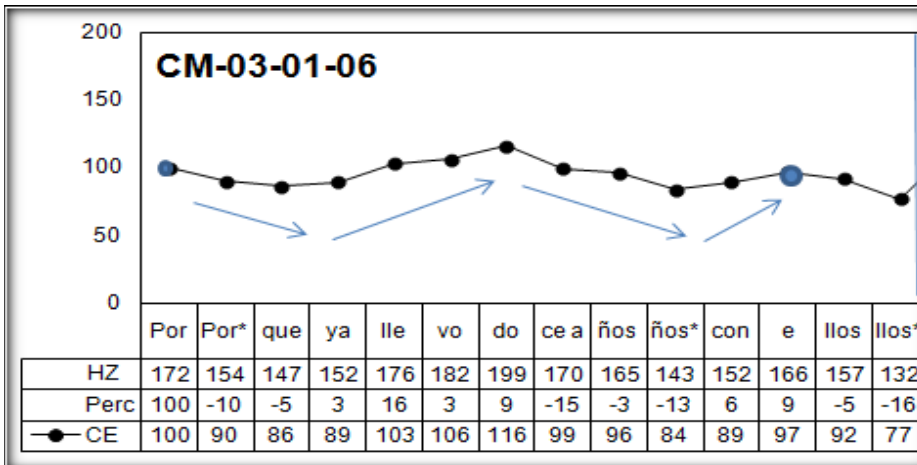 200
CM-03-01-06
150
100
50
0
Por Por* que ya lle vo do ce a ños ños* con e llos llos*
HZ 172 154 147 152 176 182 199 170 165 143 152 166 157 132
Perc 100 -10 -5 3 16 3 9 -15 -3 -13 6 9 -5 -16
CE 100 90 86 89 103 106 116 99 96 84 89 97 92 77